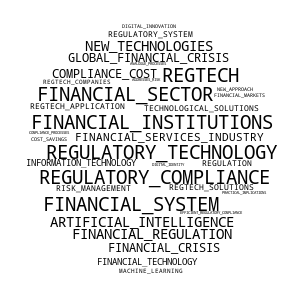 DIGITAL_INNOVATION
REGULATORY_SYSTEM
NEW_TECHNOLOGIES
GLOBAL_FINANCIAL_CRISIS
COMPLIANCE_COST REGTECH
REGTECH_COMPANIES
NEW_APPROACH
FINANCIAL_SECTOR FINANCIAL_MARKETS
REGTECH_APPLICATION TECHNOLOGICAL_SOLUTIONS
FINANCIAL_INSTITUTIONS
COMPLIANCE_PROCESSES
COST_SAVINGS FINANCIAL_SERVICES_INDUSTRY
REGULATORY_TECHNOLOGY
INFORMATION_TECHNOLOGY DIGITAL_IDENTITY REGULATION
REGULATORY_COMPLIANCE
RISK_MANAGEMENT REGTECH_SOLUTIONS
PRACTICAL_IMPLICATIONS
FINANCIAL_SYSTEM
EFFICIENT_REGULATORY_COMPLIANCE
ARTIFICIAL_INTELLIGENCE
FINANCIAL_REGULATION
FINANCIAL_CRISIS
FINANCIAL_TECHNOLOGY
MACHINE_LEARNING